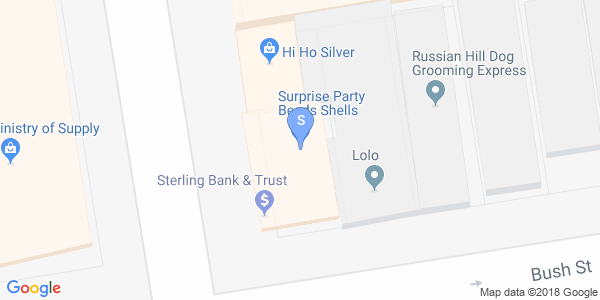 Hi Ho Silver
Russian Hill Dog
Grooming Express
Surprise Party
Shells
S
inistry of Supply
Lolo
Sterling Bank & Trust
$
Bush St
Google
Map data ©2018 Google